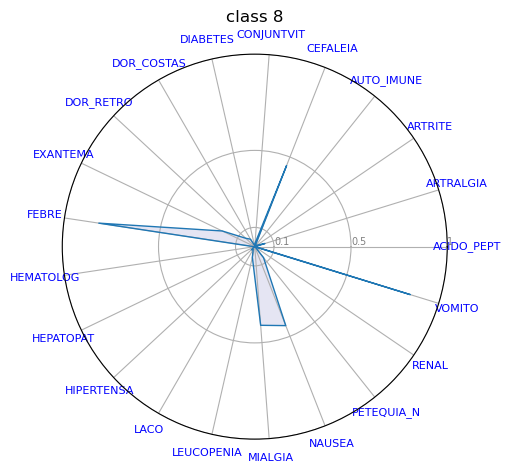 class 8
CONJUNTVIT
DIABETES
CEFALEIA
DOR_COSTAS
AUTO_IMUNE
DOR_RETRO
ARTRITE
EXANTEMA
ARTRALGIA
FEBRE
0.1
0.5
1
ACIDO_PEPT
HEMATOLOG
VOMITO
HEPATOPAT
RENAL
HIPERTENSA
PETEQUIA_N
LACO
NAUSEA
LEUCOPENIA
MIALGIA